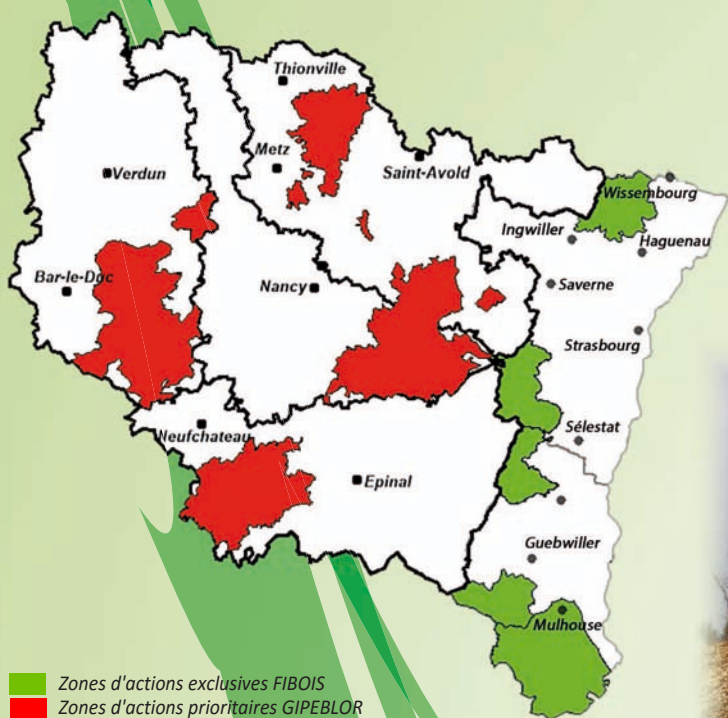 Thionville
Metz
Saint-Avold
Verdun
Wissembourg
Ingwiller
Haguenau
Bar-le-Duc
Nancy
Saverne
Strasbourg
Neufchateau
Sélestat
Epinal
Guebwiller
Mulhouse
Zones d'actions exclusives FIBOIS
Zones d'actions prioritaires GIPEBLOR